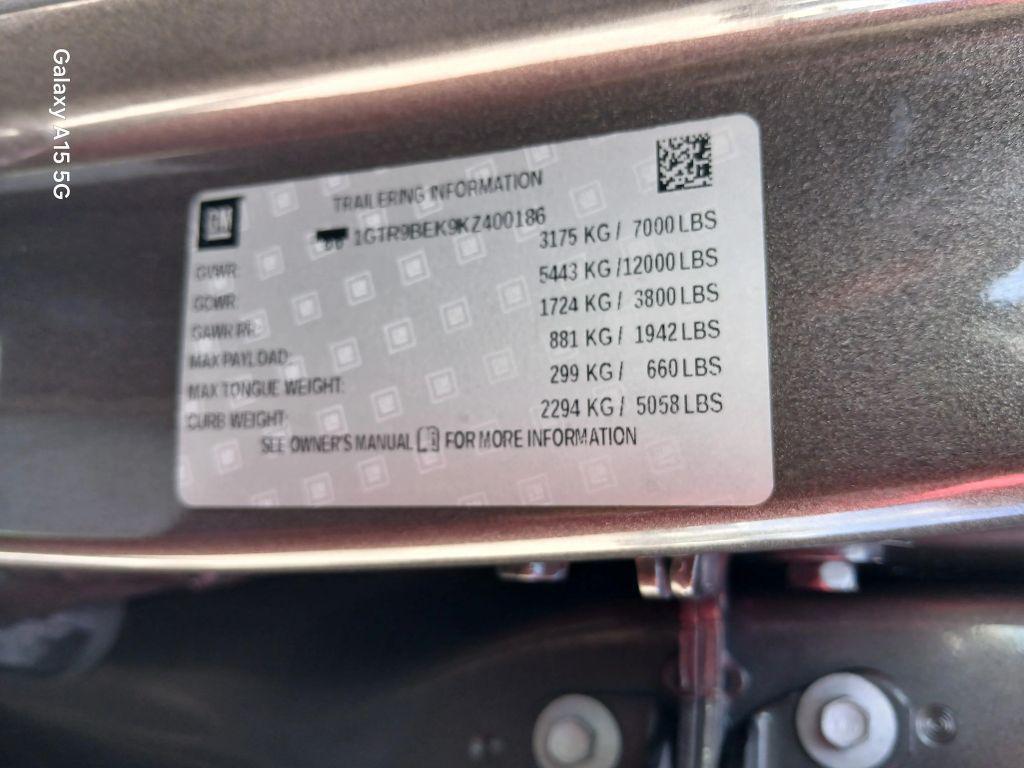 Galaxy A15 5G
GM
TRAILERING INFORMATION
1GTR9BEK9KZ400186
GVWR: 3175 KG / 7000 LBS
GCWR: 5443 KG / 12000 LBS
GAWR RR: 1724 KG / 3800 LBS
MAX PAYLOAD: 881 KG / 1942 LBS
MAX TONGUE WEIGHT: 299 KG / 660 LBS
CURB WEIGHT: 2294 KG / 5058 LBS
SEE OWNER'S MANUAL FOR MORE INFORMATION